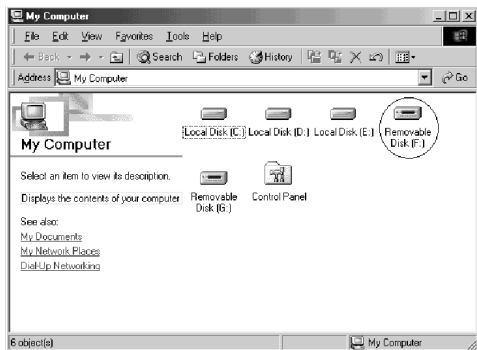 My Computer
File Edit View Favorites Tools Help
Back Search Folders History
Address My Computer Go
My Computer
Select an item to view its description.
Displays the contents of your computer
See also:
My Documents
My Network Places
Dial-Up Networking
Local Disk (C:) Local Disk (D:) Local Disk (E:) Removable
Disk (F:)
Removable Control Panel
Disk (G:)
6 object(s) My Computer